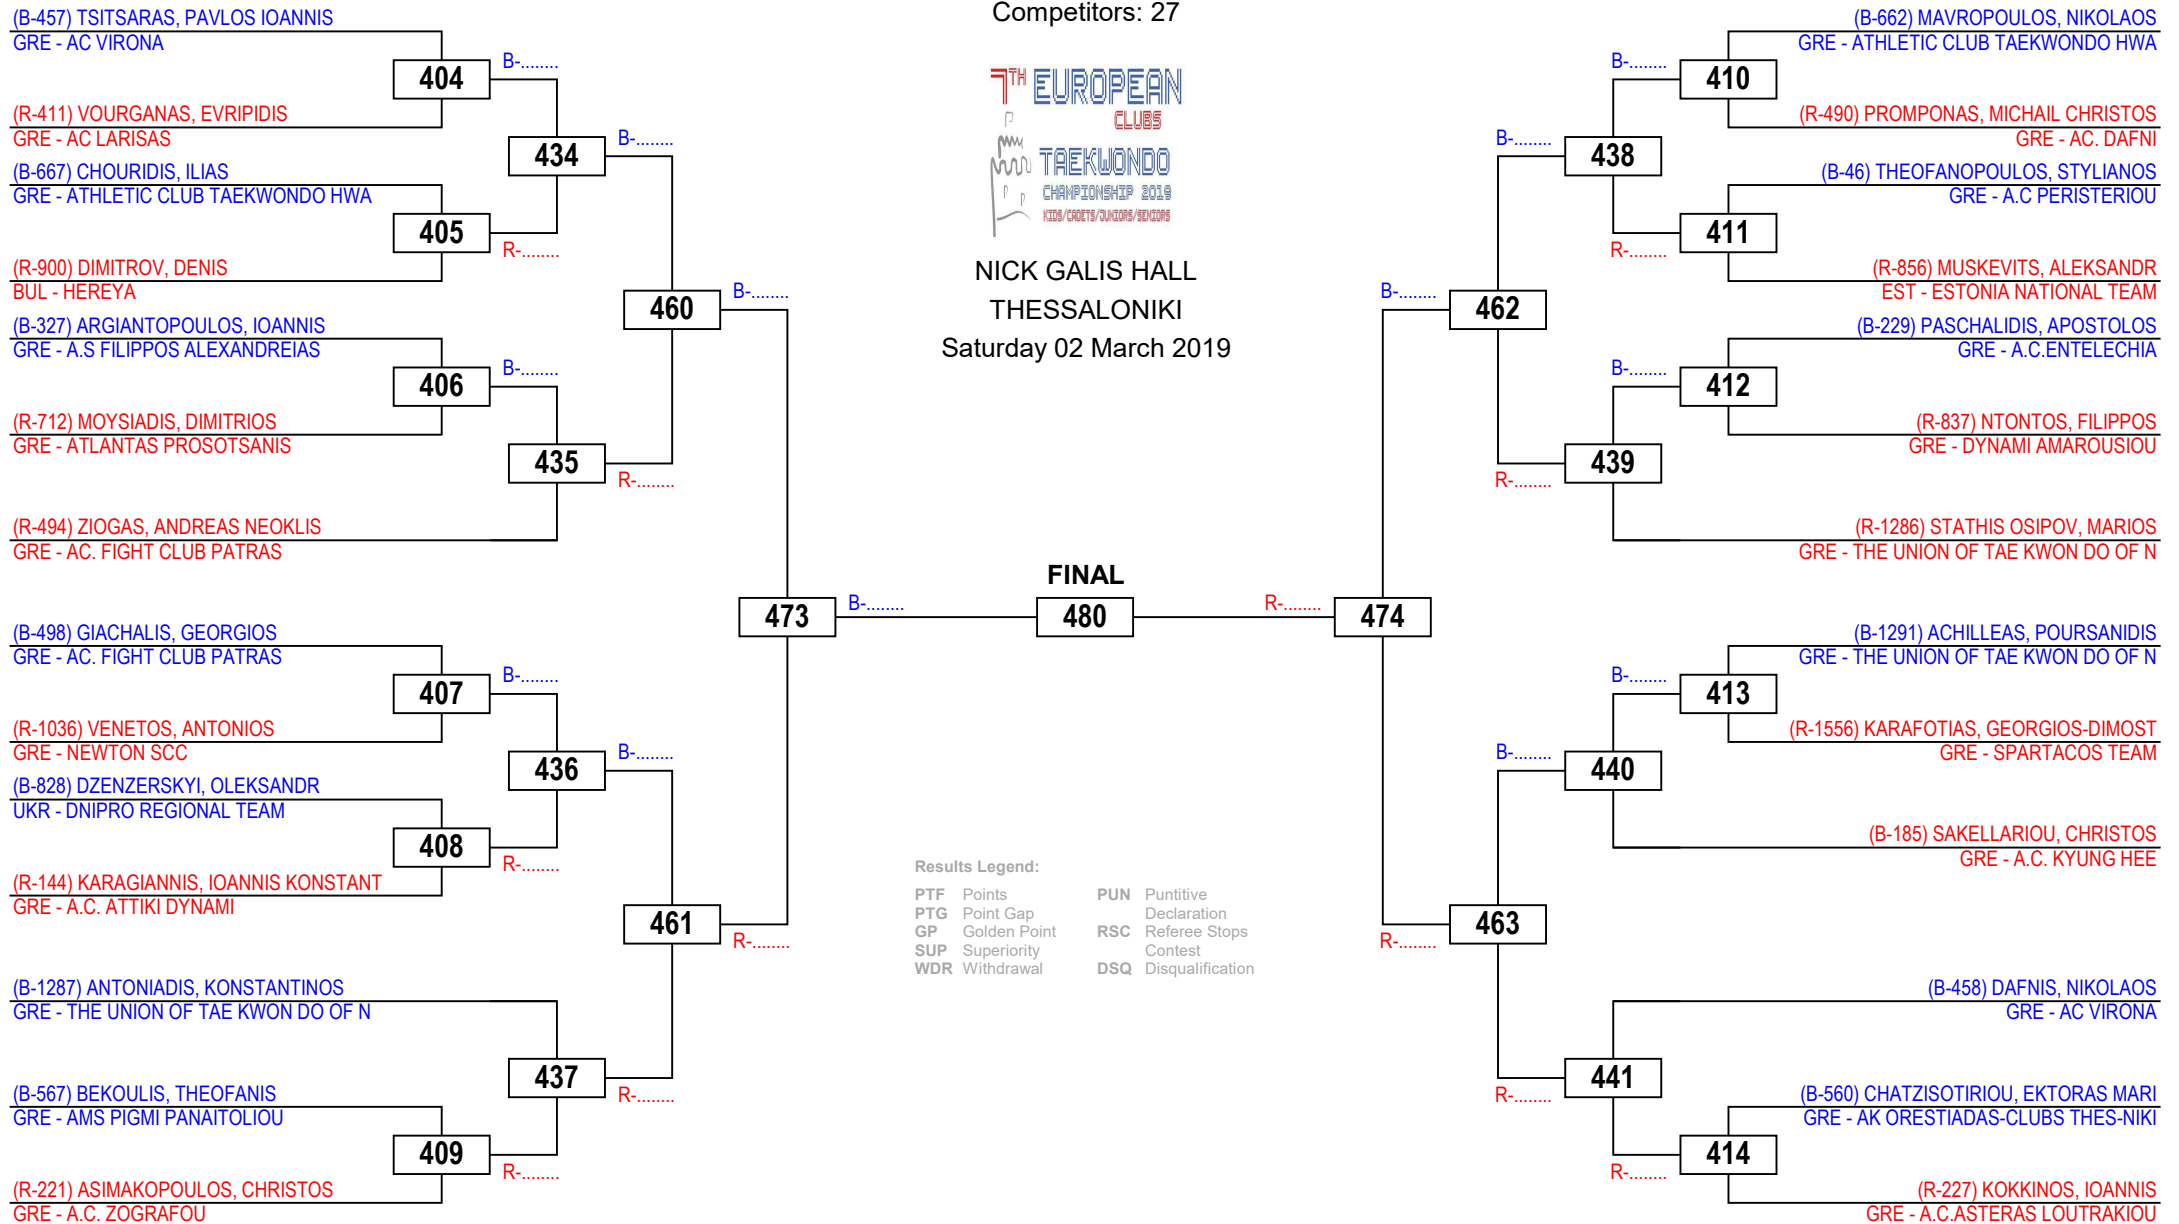 Competitors: 27
7TH EUROPEAN
CLUBS
TAEKWONDO
CHAMPIONSHIP 2019
KIDS/CADETS/JUNIORS/SENIORS
NICK GALIS HALL
THESSALONIKI
Saturday 02 March 2019
(B-457) TSITSARAS, PAVLOS IOANNIS
GRE - AC VIRONA
404
B-........
(R-411) VOURGANAS, EVRIPIDIS
GRE - AC LARISAS
434
B-........
(B-667) CHOURIDIS, ILIAS
GRE - ATHLETIC CLUB TAEKWONDO HWA
405
R-........
(R-900) DIMITROV, DENIS
BUL - HEREYA
460
B-........
(B-327) ARGIANTOPOULOS, IOANNIS
GRE - A.S FILIPPOS ALEXANDREIAS
406
B-........
(R-712) MOYSIADIS, DIMITRIOS
GRE - ATLANTAS PROSOTSANIS
435
R-........
(R-494) ZIOGAS, ANDREAS NEOKLIS
GRE - AC. FIGHT CLUB PATRAS
473
B-........
(B-498) GIACHALIS, GEORGIOS
GRE - AC. FIGHT CLUB PATRAS
407
B-........
(R-1036) VENETOS, ANTONIOS
GRE - NEWTON SCC
436
B-........
(B-828) DZENZERSKYI, OLEKSANDR
UKR - DNIPRO REGIONAL TEAM
408
R-........
(R-144) KARAGIANNIS, IOANNIS KONSTANT
GRE - A.C. ATTIKI DYNAMI
461
R-........
(B-1287) ANTONIADIS, KONSTANTINOS
GRE - THE UNION OF TAE KWON DO OF N
437
R-........
(B-567) BEKOULIS, THEOFANIS
GRE - AMS PIGMI PANAITOLIOU
409
R-........
(R-221) ASIMAKOPOULOS, CHRISTOS
GRE - A.C. ZOGRAFOU
FINAL
480
Results Legend:
PTF Points
PTG Point Gap
GP Golden Point
SUP Superiority
WDR Withdrawal
PUN Puntitive
Declaration
RSC Referee Stops
Contest
DSQ Disqualification
(B-662) MAVROPOULOS, NIKOLAOS
GRE - ATHLETIC CLUB TAEKWONDO HWA
B-........
410
(R-490) PROMPONAS, MICHAIL CHRISTOS
GRE - AC. DAFNI
B-........
438
(B-46) THEOFANOPOULOS, STYLIANOS
GRE - A.C PERISTERIOU
411
R-........
(R-856) MUSKEVITS, ALEKSANDR
EST - ESTONIA NATIONAL TEAM
B-........
462
(B-229) PASCHALIDIS, APOSTOLOS
GRE - A.C.ENTELECHIA
B-........
412
(R-837) NTONTOS, FILIPPOS
GRE - DYNAMI AMAROUSIOU
439
R-........
(R-1286) STATHIS OSIPOV, MARIOS
GRE - THE UNION OF TAE KWON DO OF N
R-........
474
(B-1291) ACHILLEAS, POURSANIDIS
GRE - THE UNION OF TAE KWON DO OF N
B-........
413
(R-1556) KARAFOTIAS, GEORGIOS-DIMOST
GRE - SPARTACOS TEAM
B-........
440
(B-185) SAKELLARIOU, CHRISTOS
GRE - A.C. KYUNG HEE
463
R-........
(B-458) DAFNIS, NIKOLAOS
GRE - AC VIRONA
441
R-........
(B-560) CHATZISOTIRIOU, EKTORAS MARI
GRE - AK ORESTIADAS-CLUBS THES-NIKI
414
R-........
(R-227) KOKKINOS, IOANNIS
GRE - A.C.ASTERAS LOUTRAKIOU